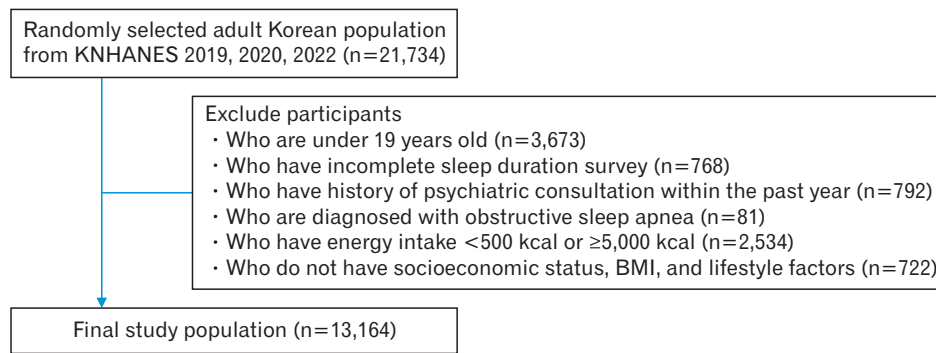 Randomly selected adult Korean population
from KNHANES 2019, 2020, 2022 (n=21,734)
Exclude participants
· Who are under 19 years old (n=3,673)
· Who have incomplete sleep duration survey (n=768)
· Who have history of psychiatric consultation within the past year (n=792)
· Who are diagnosed with obstructive sleep apnea (n=81)
· Who have energy intake <500 kcal or ≥5,000 kcal (n=2,534)
· Who do not have socioeconomic status, BMI, and lifestyle factors (n=722)
Final study population (n=13,164)